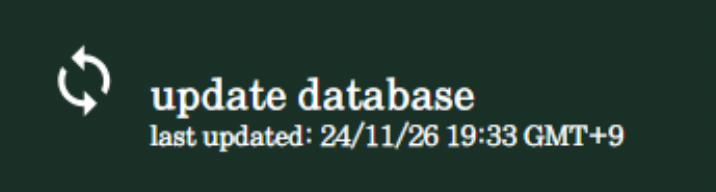 update database
last updated: 24/11/26 19:33 GMT+9